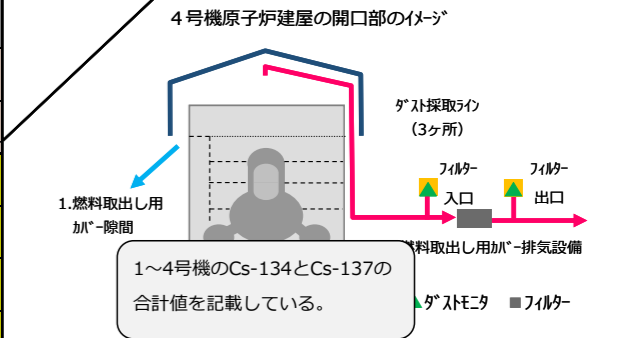 ４号機原子炉建屋の開口部のｲﾒｰｼﾞ
ﾀﾞｽﾄ採取ﾗｲﾝ
(3ヶ所)
ﾌｨﾙﾀｰ
入口
ﾌｨﾙﾀｰ
出口
1.燃料取出し用
ｶﾊﾞｰ隙間
料取出し用ｶﾊﾞｰ排気設備
1～4号機のCs-134とCs-137の
合計値を記載している。
ﾀﾞｽﾄﾓﾆﾀ
ﾌｨﾙﾀｰ